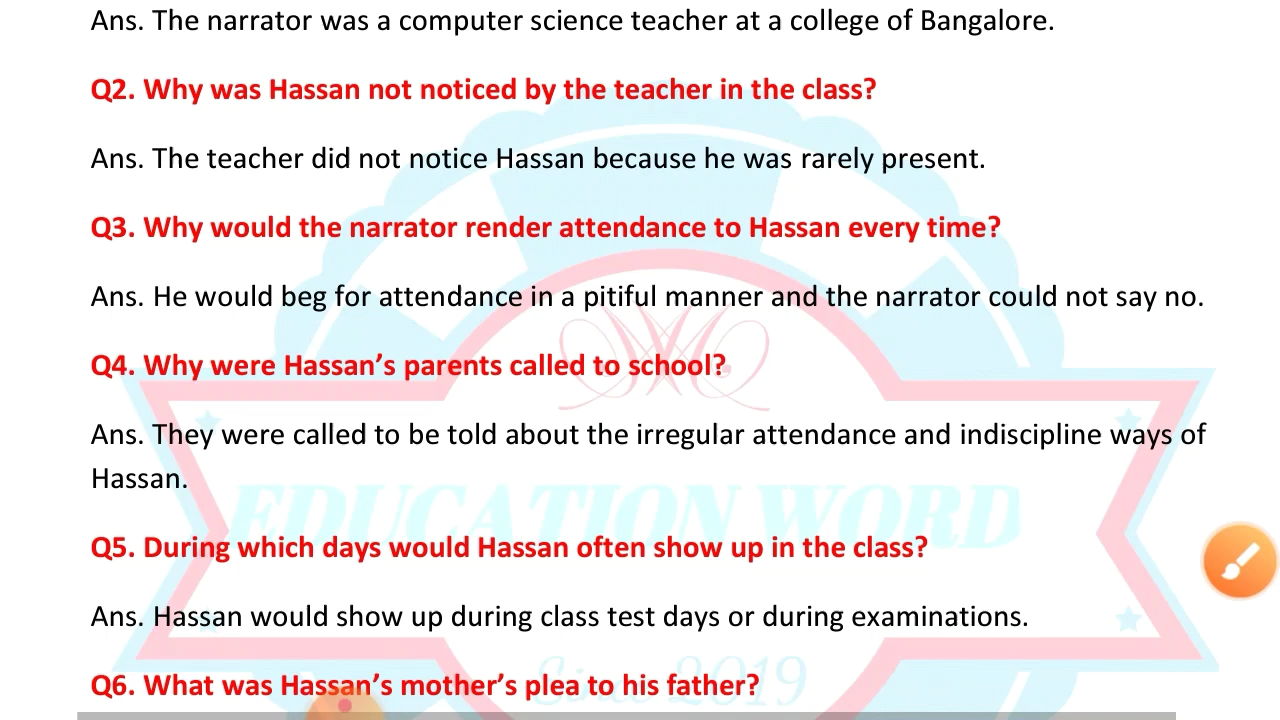 Ans. The narrator was a computer science teacher at a college of Bangalore.
Q2. Why was Hassan not noticed by the teacher in the class?
Ans. The teacher did not notice Hassan because he was rarely present.
Q3. Why would the narrator render attendance to Hassan every time?
Ans. He would beg for attendance in a pitiful manner and the narrator could not say no.
Q4. Why were Hassan’s parents called to school?
Ans. They were called to be told about the irregular attendance and indiscipline ways of
Hassan.
EDUCATION WORD
Q5. During which days would Hassan often show up in the class?
Ans. Hassan would show up during class test days or during examinations.
Since 2019
Q6. What was Hassan’s mother’s plea to his father?